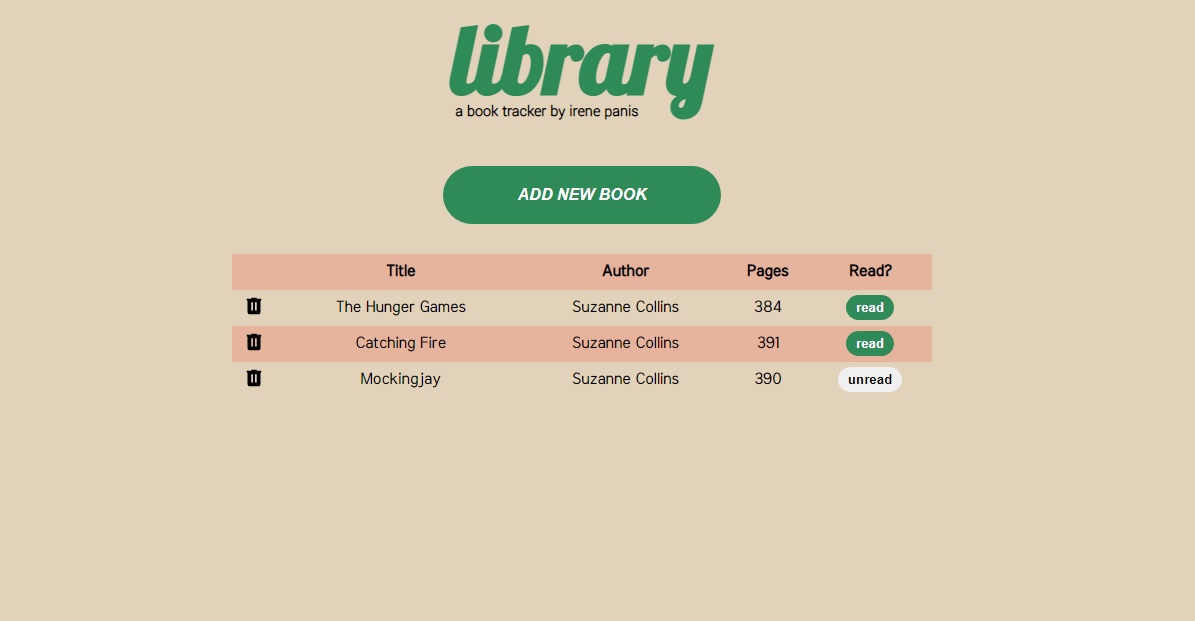 library
a book tracker by irene panis
ADD NEW BOOK
Title Author Pages Read?
The Hunger Games Suzanne Collins 384 read
Catching Fire Suzanne Collins 391 read
Mockingjay Suzanne Collins 390 unread